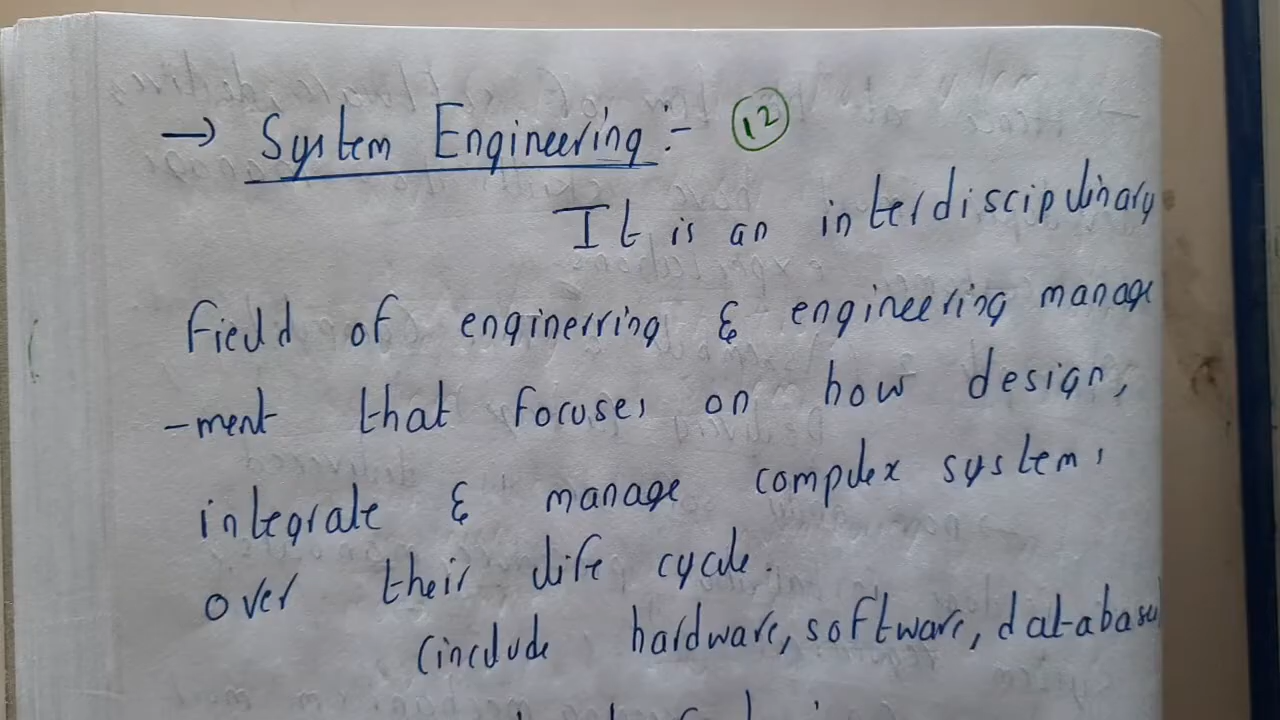 → System Engineering :- 12
It is an interdisciplinary
field of enginerring & engineering manage
-ment that focuses on how design,
integrate & manage complex systems
over their life cycle.
(include hardware, software, database